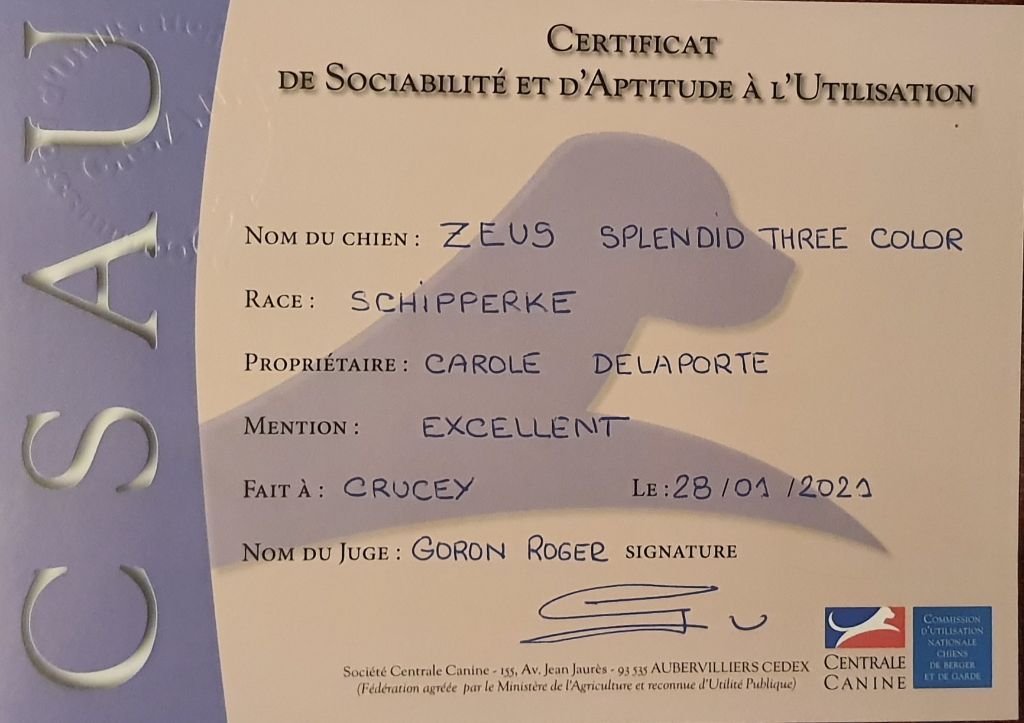 CSAU
CERTIFICAT
DE SOCIABILITÉ ET D'APTITUDE À L'UTILISATION
NOM DU CHIEN : ZEUS SPLENDID THREE COLOR
RACE : SCHIPPERKE
PROPRIÉTAIRE : CAROLE DELAPORTE
MENTION : EXCELLENT
FAIT À : CRUCEY LE : 28/01/2021
NOM DU JUGE : GORON ROGER SIGNATURE
Société Centrale Canine - 155, Av. Jean Jaurès - 93 535 AUBERVILLIERS CEDEX
(Fédération agréée par le Ministère de l'Agriculture et reconnue d'Utilité Publique)
CENTRALE
CANINE
COMMISSION
D'UTILISATION
NATIONALE
CHIENS
DE BERGER
ET DE GARDE